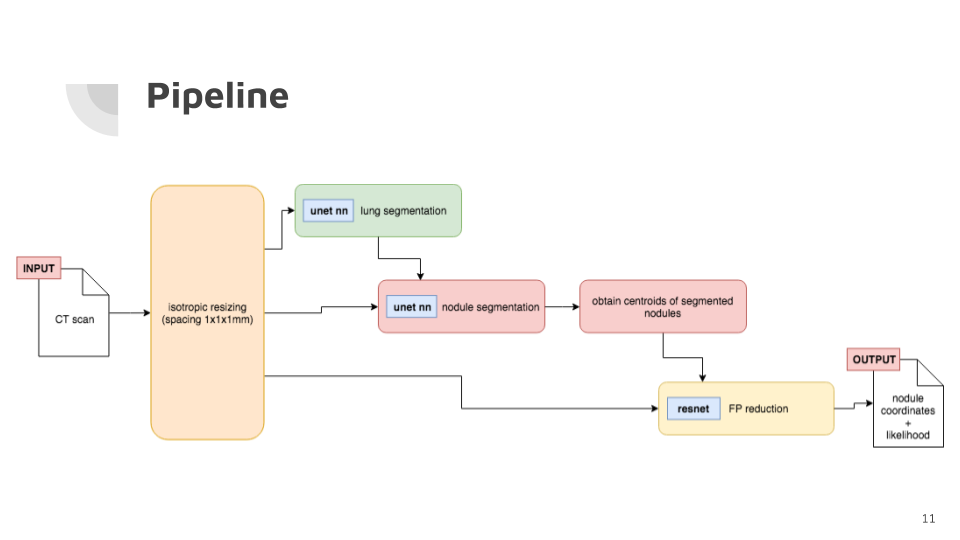 Pipeline
unet nn lung segmentation
INPUT
CT scan
isotropic resizing
(spacing 1x1x1mm)
unet nn nodule segmentation
obtain centroids of segmented
nodules
resnet FP reduction
OUTPUT
nodule
coordinates
+
likelihood
11